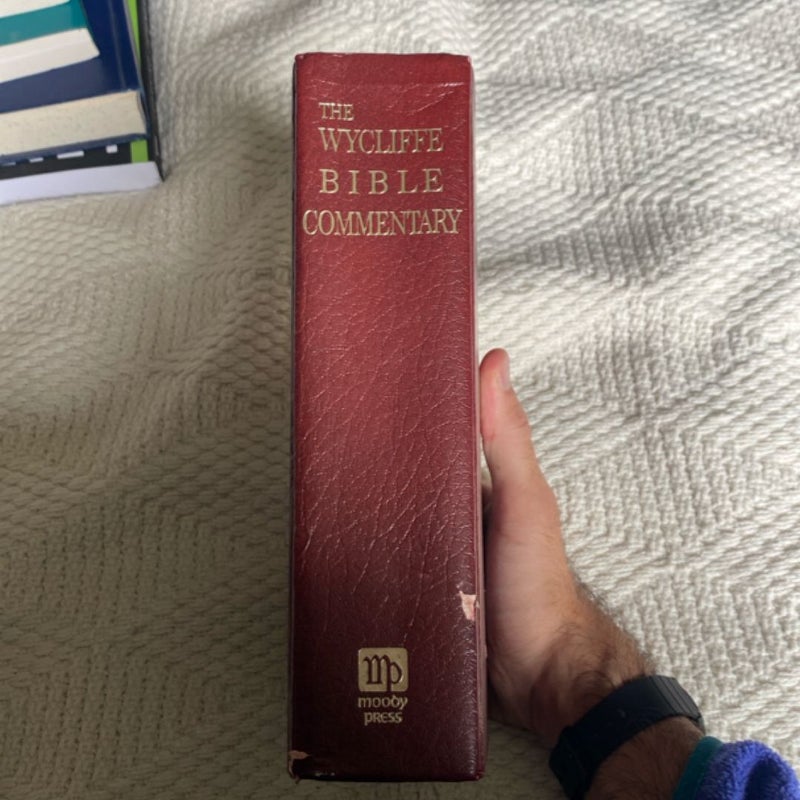 THE
WYCLIFFE
BIBLE
COMMENTARY
mp
moody
press